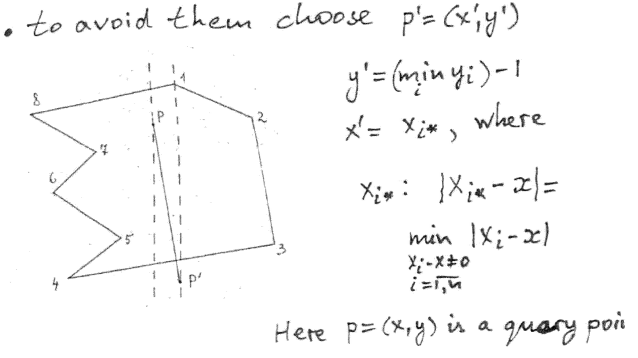 • to avoid them choose p'=(x',y')
y'=(min yi)-1
i
x'= xi*, where
xi*: |xi*-x|=
min |xi-x|
xi-x≠0
i=1,n
Here p=(x,y) is a quary poi
1
2
3
4
5
6
7
8
P
P'